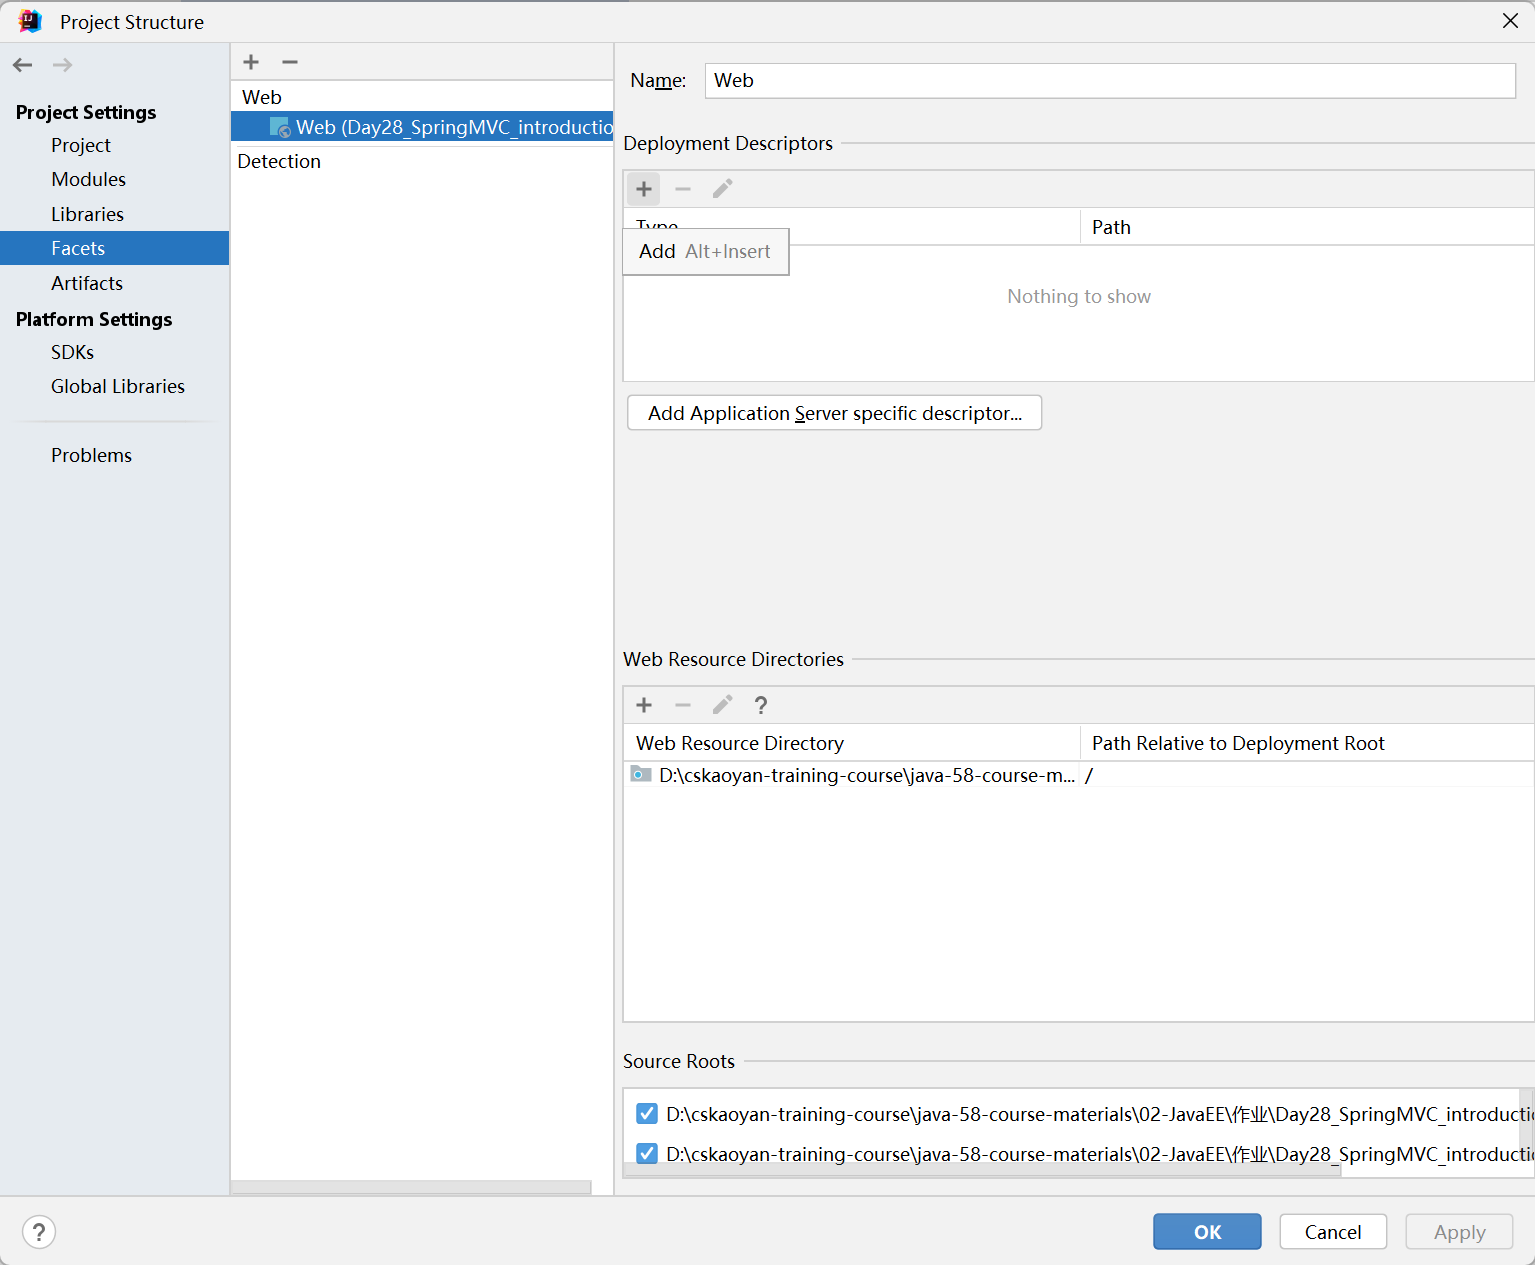 Project Structure
Project Settings
Project
Modules
Libraries
Facets
Artifacts
Platform Settings
SDKs
Global Libraries
Problems
Web
Web (Day28_SpringMVC_introductio
Detection
Name: Web
Deployment Descriptors
Type Path
Add Alt+Insert
Nothing to show
Add Application Server specific descriptor...
Web Resource Directories
?
Web Resource Directory Path Relative to Deployment Root
D:\cskaoyan-training-course\java-58-course-m... /
Source Roots
D:\cskaoyan-training-course\java-58-course-materials\02-JavaEE\作业\Day28_SpringMVC_introductio
D:\cskaoyan-training-course\java-58-course-materials\02-JavaEE\作业\Day28_SpringMVC_introductio
? OK Cancel Apply